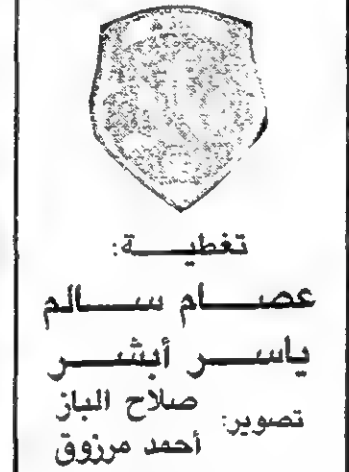 تغطيـــة:
عصـــام ســـالم
ياســـر أبشـــر
صلاح الباز
تصوير:
أحمد مرزوق